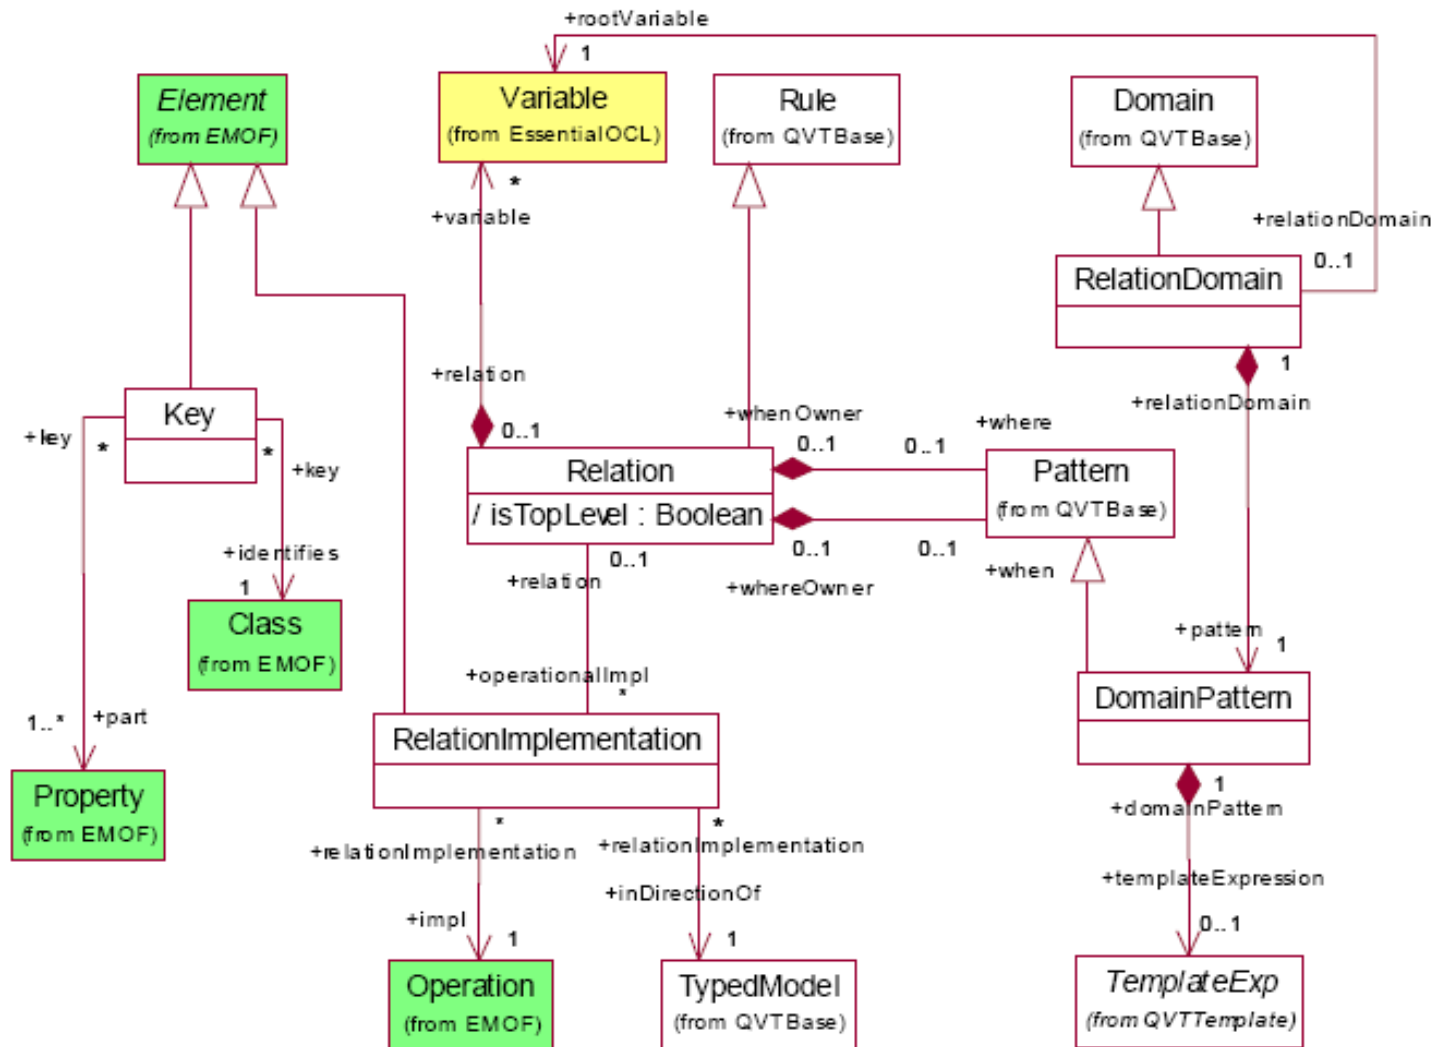 +rootVariable
1
Element
(from EMOF)
Variable
(from EssentialOCL)
Rule
(from QVTBase)
Domain
(from QVTBase)
*
+variable
+relationDomain
0..1
RelationDomain
1
+relationDomain
+relation
0..1
Key
+key
*
*
+key
+whenOwner
0..1
0..1
+where
Relation
/ isTopLevel : Boolean
Pattern
(from QVTBase)
0..1
+relation
0..1
+whereOwner
0..1
+when
+identifies
1
Class
(from EMOF)
+pattern
1
+operationalImpl
*
DomainPattern
1..*
+part
RelationImplementation
Property
(from EMOF)
1
+domainPattern
*
+relationImplementation
*
+relationImplementation
+inDirectionOf
+templateExpression
0..1
+impl
1
1
Operation
(from EMOF)
TypedModel
(from QVTBase)
TemplateExp
(from QVTTemplate)